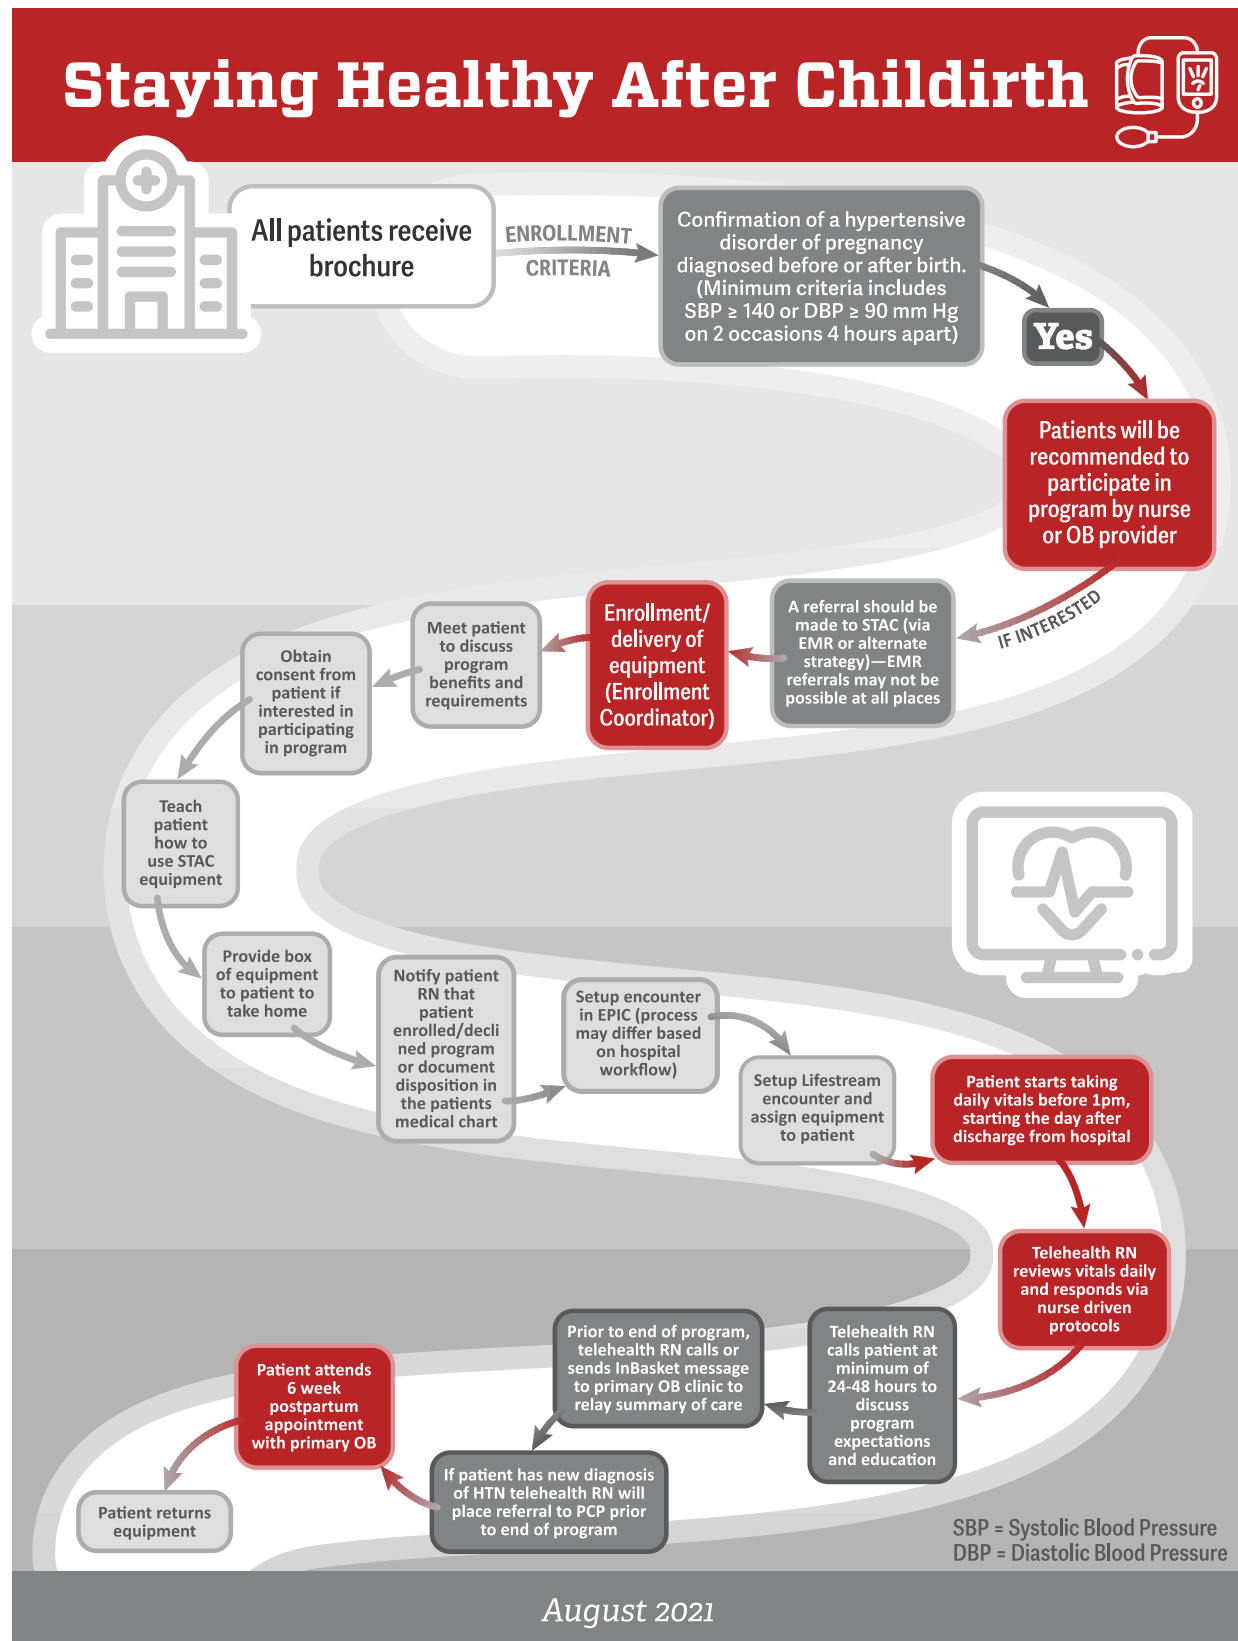 Staying Healthy After Childirth
All patients receive
brochure
ENROLLMENT
CRITERIA
Confirmation of a hypertensive
disorder of pregnancy
diagnosed before or after birth.
(Minimum criteria includes
SBP ≥ 140 or DBP ≥ 90 mm Hg
on 2 occasions 4 hours apart)
Yes
Patients will be
recommended to
participate in
program by nurse
or OB provider
IF INTERESTED
A referral should be
made to STAC (via
EMR or alternate
strategy)—EMR
referrals may not be
possible at all places
Enrollment/
delivery of
equipment
(Enrollment
Coordinator)
Meet patient
to discuss
program
benefits and
requirements
Obtain
consent from
patient if
interested in
participating
in program
Teach
patient
how to
use STAC
equipment
Provide box
of equipment
to patient to
take home
Notify patient
RN that
patient
enrolled/decli
ned program
or document
disposition in
the patients
medical chart
Setup encounter
in EPIC (process
may differ based
on hospital
workflow)
Setup Lifestream
encounter and
assign equipment
to patient
Patient starts taking
daily vitals before 1pm,
starting the day after
discharge from hospital
Telehealth RN
reviews vitals daily
and responds via
nurse driven
protocols
Telehealth RN
calls patient at
minimum of
24-48 hours to
discuss
program
expectations
and education
Prior to end of program,
telehealth RN calls or
sends InBasket message
to primary OB clinic to
relay summary of care
If patient has new diagnosis
of HTN telehealth RN will
place referral to PCP prior
to end of program
Patient attends
6 week
postpartum
appointment
with primary OB
Patient returns
equipment
SBP = Systolic Blood Pressure
DBP = Diastolic Blood Pressure
August 2021